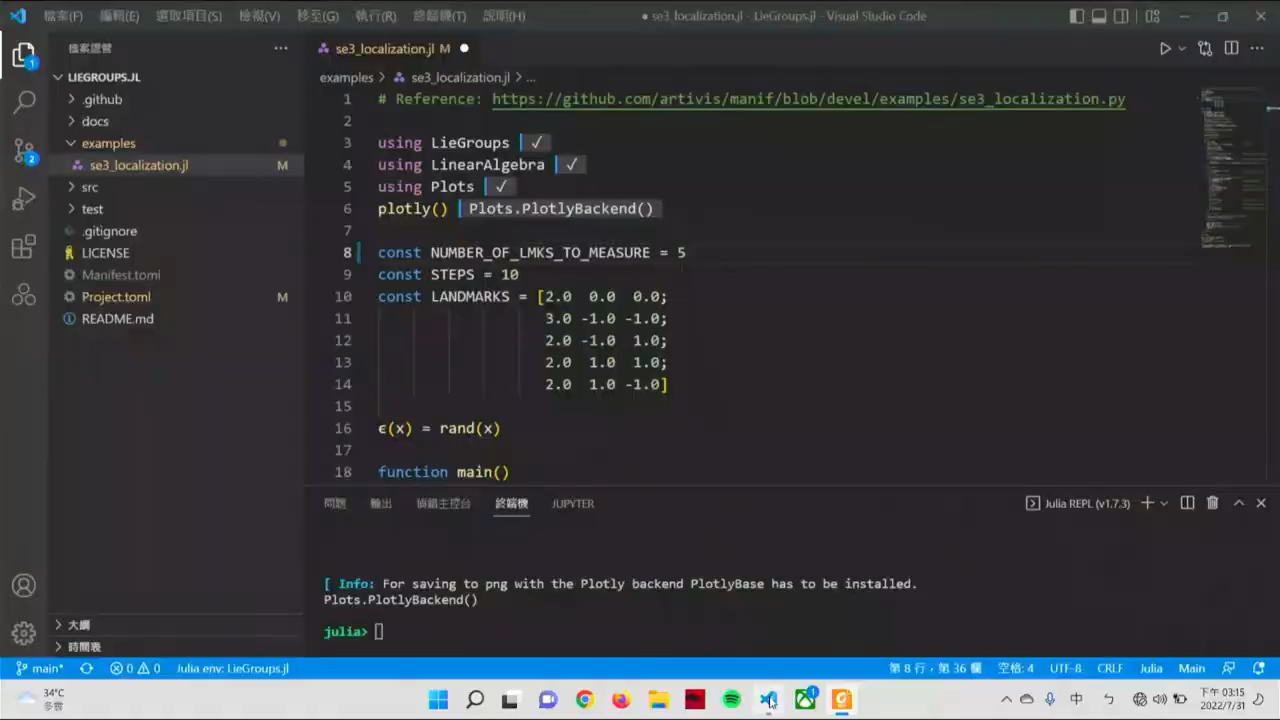 檔案(F) 編輯(E) 選取項目(S) 檢視(V) 移至(G) 執行(R) 終端機(T) 說明(H)
● se3_localization.jl - LieGroups.jl - Visual Studio Code
檔案總管
LIEGROUPS.JL
.github
docs
examples
se3_localization.jl M
src
test
.gitignore
LICENSE
Manifest.toml
Project.toml M
README.md
大綱
時間表
1
2
se3_localization.jl M ●
examples > se3_localization.jl > ...
1 # Reference: https://github.com/artivis/manif/blob/devel/examples/se3_localization.py
2
3 using LieGroups ✓
4 using LinearAlgebra ✓
5 using Plots ✓
6 plotly() Plots.PlotlyBackend()
7
8 const NUMBER_OF_LMKS_TO_MEASURE = 5
9 const STEPS = 10
10 const LANDMARKS = [2.0 0.0 0.0;
11 3.0 -1.0 -1.0;
12 2.0 -1.0 1.0;
13 2.0 1.0 1.0;
14 2.0 1.0 -1.0]
15
16 ϵ(x) = rand(x)
17
18 function main()
問題 輸出 偵錯主控台 終端機 JUPYTER
Julia REPL (v1.7.3)
[ Info: For saving to png with the Plotly backend PlotlyBase has to be installed.
Plots.PlotlyBackend()
julia>
main* 0 0 Julia env: LieGroups.jl
第 8 行，第 36 欄 空格: 4 UTF-8 CRLF Julia Main
34°C
多雲
1
中
下午 03:15
2022/7/31